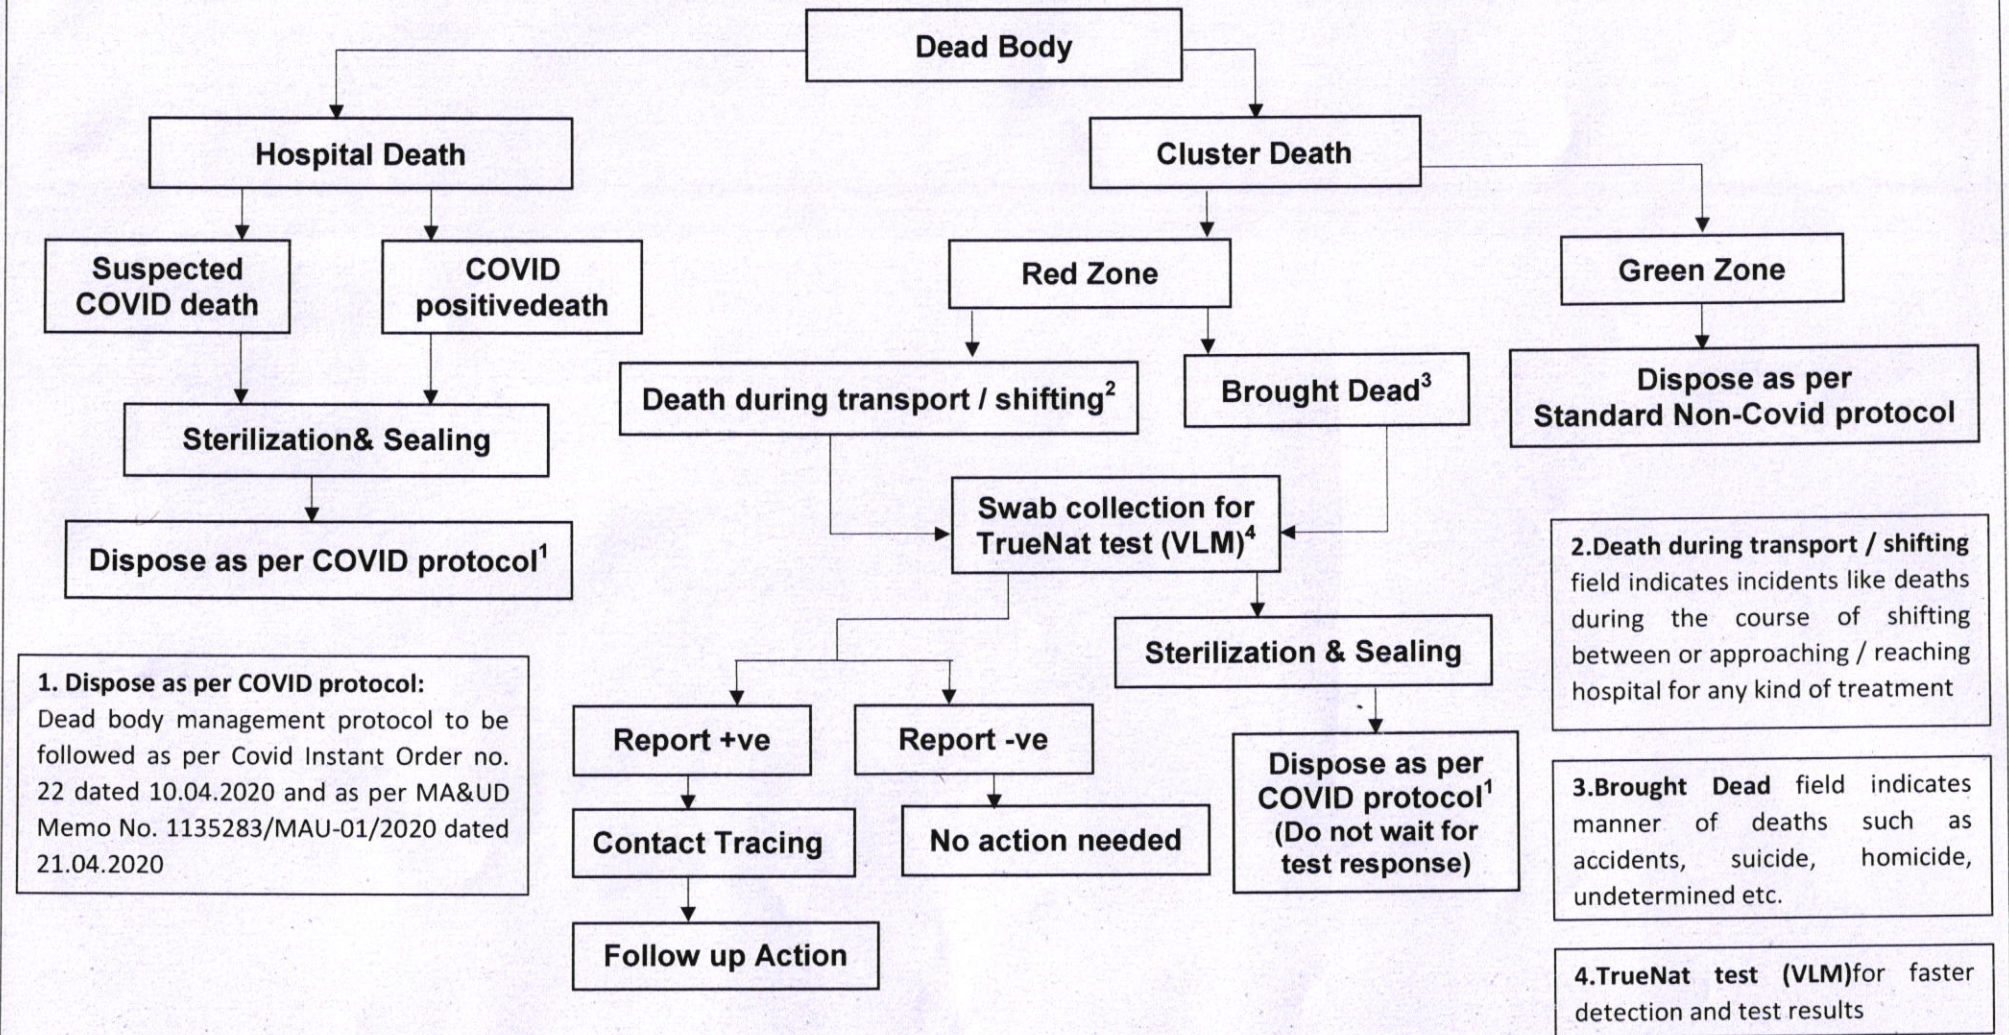 Dead Body
Hospital Death
Cluster Death
Suspected
COVID death
COVID
positivedeath
Red Zone
Green Zone
Sterilization& Sealing
Death during transport / shifting²
Brought Dead³
Dispose as per
Standard Non-Covid protocol
Dispose as per COVID protocol¹
Swab collection for
TrueNat test (VLM)⁴
Sterilization & Sealing
Report +ve
Report -ve
Dispose as per
COVID protocol¹
(Do not wait for
test response)
Contact Tracing
No action needed
Follow up Action
1. Dispose as per COVID protocol:
Dead body management protocol to be
followed as per Covid Instant Order no.
22 dated 10.04.2020 and as per MA&UD
Memo No. 1135283/MAU-01/2020 dated
21.04.2020
2.Death during transport / shifting
field indicates incidents like deaths
during the course of shifting
between or approaching / reaching
hospital for any kind of treatment
3.Brought Dead field indicates
manner of deaths such as
accidents, suicide, homicide,
undetermined etc.
4.TrueNat test (VLM)for faster
detection and test results